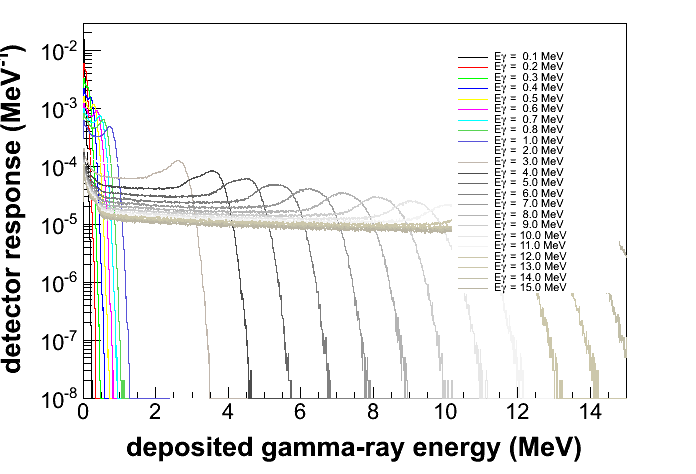 detector response (MeV⁻¹)
10⁻²
10⁻³
10⁻⁴
10⁻⁵
10⁻⁶
10⁻⁷
10⁻⁸
Eγ = 0.1 MeV
Eγ = 0.2 MeV
Eγ = 0.3 MeV
Eγ = 0.4 MeV
Eγ = 0.5 MeV
Eγ = 0.6 MeV
Eγ = 0.7 MeV
Eγ = 0.8 MeV
Eγ = 1.0 MeV
Eγ = 2.0 MeV
Eγ = 3.0 MeV
Eγ = 4.0 MeV
Eγ = 5.0 MeV
Eγ = 6.0 MeV
Eγ = 7.0 MeV
Eγ = 8.0 MeV
Eγ = 9.0 MeV
Eγ = 10.0 MeV
Eγ = 11.0 MeV
Eγ = 12.0 MeV
Eγ = 13.0 MeV
Eγ = 14.0 MeV
Eγ = 15.0 MeV
0 2 4 6 8 10 12 14
deposited gamma-ray energy (MeV)